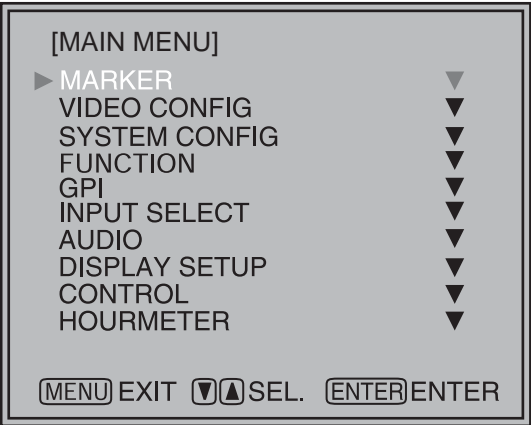 [MAIN MENU]
▶ MARKER ▼
VIDEO CONFIG ▼
SYSTEM CONFIG ▼
FUNCTION ▼
GPI ▼
INPUT SELECT ▼
AUDIO ▼
DISPLAY SETUP ▼
CONTROL ▼
HOURMETER ▼
MENU EXIT ▼▲ SEL. ENTER ENTER